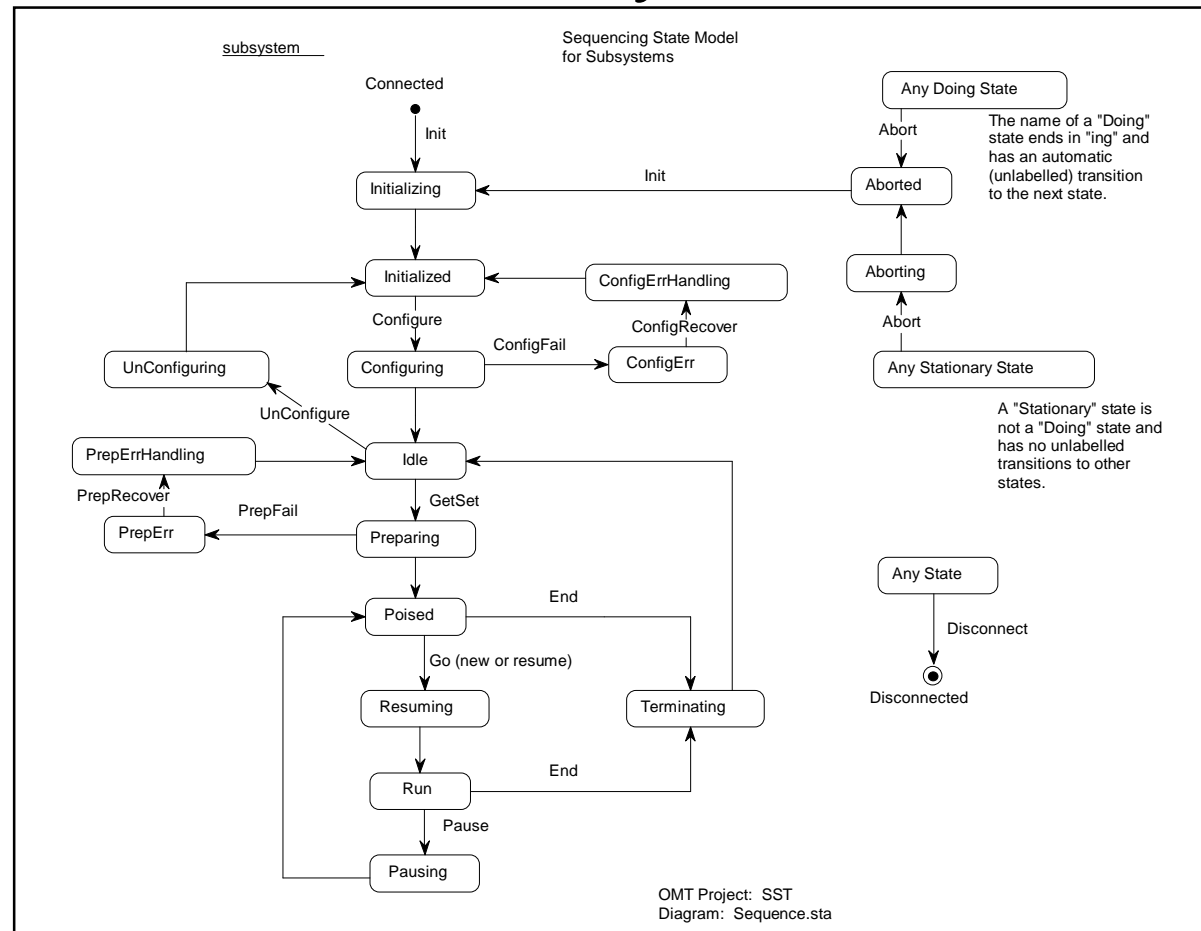 subsystem
Sequencing State Model
for Subsystems
Connected
Any Doing State
The name of a "Doing"
state ends in "ing" and
has an automatic
(unlabelled) transition
to the next state.
Abort
Init
Init
Initializing
Aborted
Initialized
ConfigErrHandling
Aborting
Configure
ConfigRecover
Abort
ConfigFail
UnConfiguring
Configuring
ConfigErr
Any Stationary State
UnConfigure
A "Stationary" state is
not a "Doing" state and
has no unlabelled
transitions to other
states.
PrepErrHandling
Idle
PrepRecover
GetSet
PrepFail
PrepErr
Preparing
Any State
Poised
End
Disconnect
Go (new or resume)
Disconnected
Resuming
Terminating
End
Run
Pause
Pausing
OMT Project: SST
Diagram: Sequence.sta